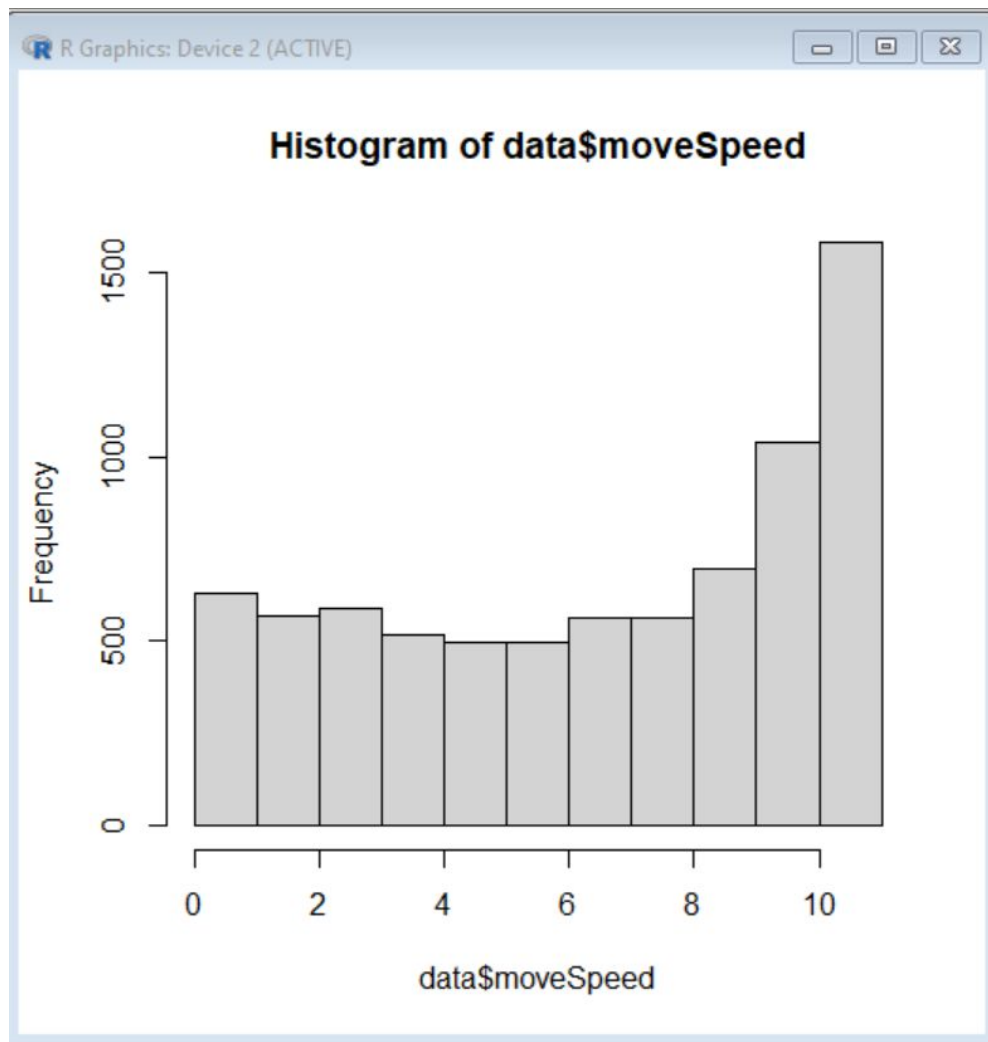 R Graphics: Device 2 (ACTIVE)
Histogram of data$moveSpeed
Frequency
1500
1000
500
0
0 2 4 6 8 10
data$moveSpeed